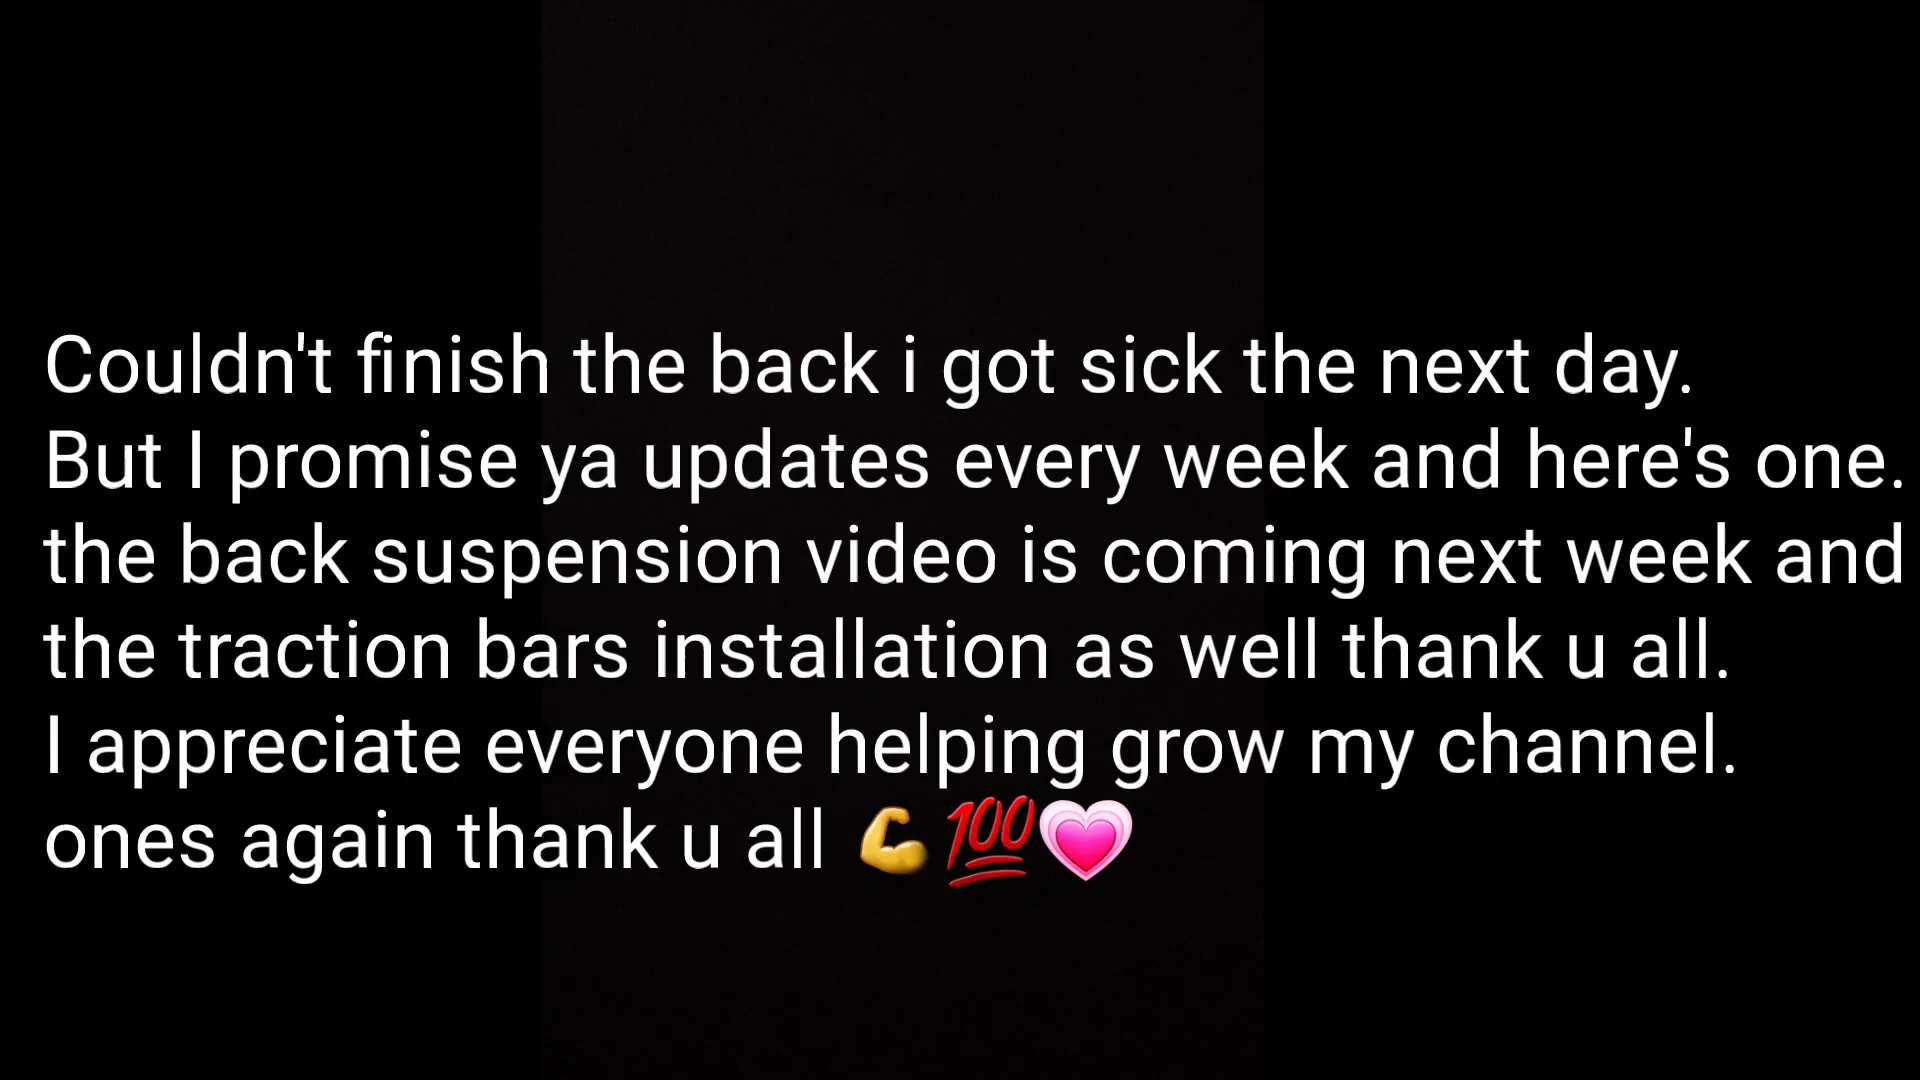 Couldn't finish the back i got sick the next day.
But I promise ya updates every week and here's one.
the back suspension video is coming next week and
the traction bars installation as well thank u all.
I appreciate everyone helping grow my channel.
ones again thank u all 💪💯💗